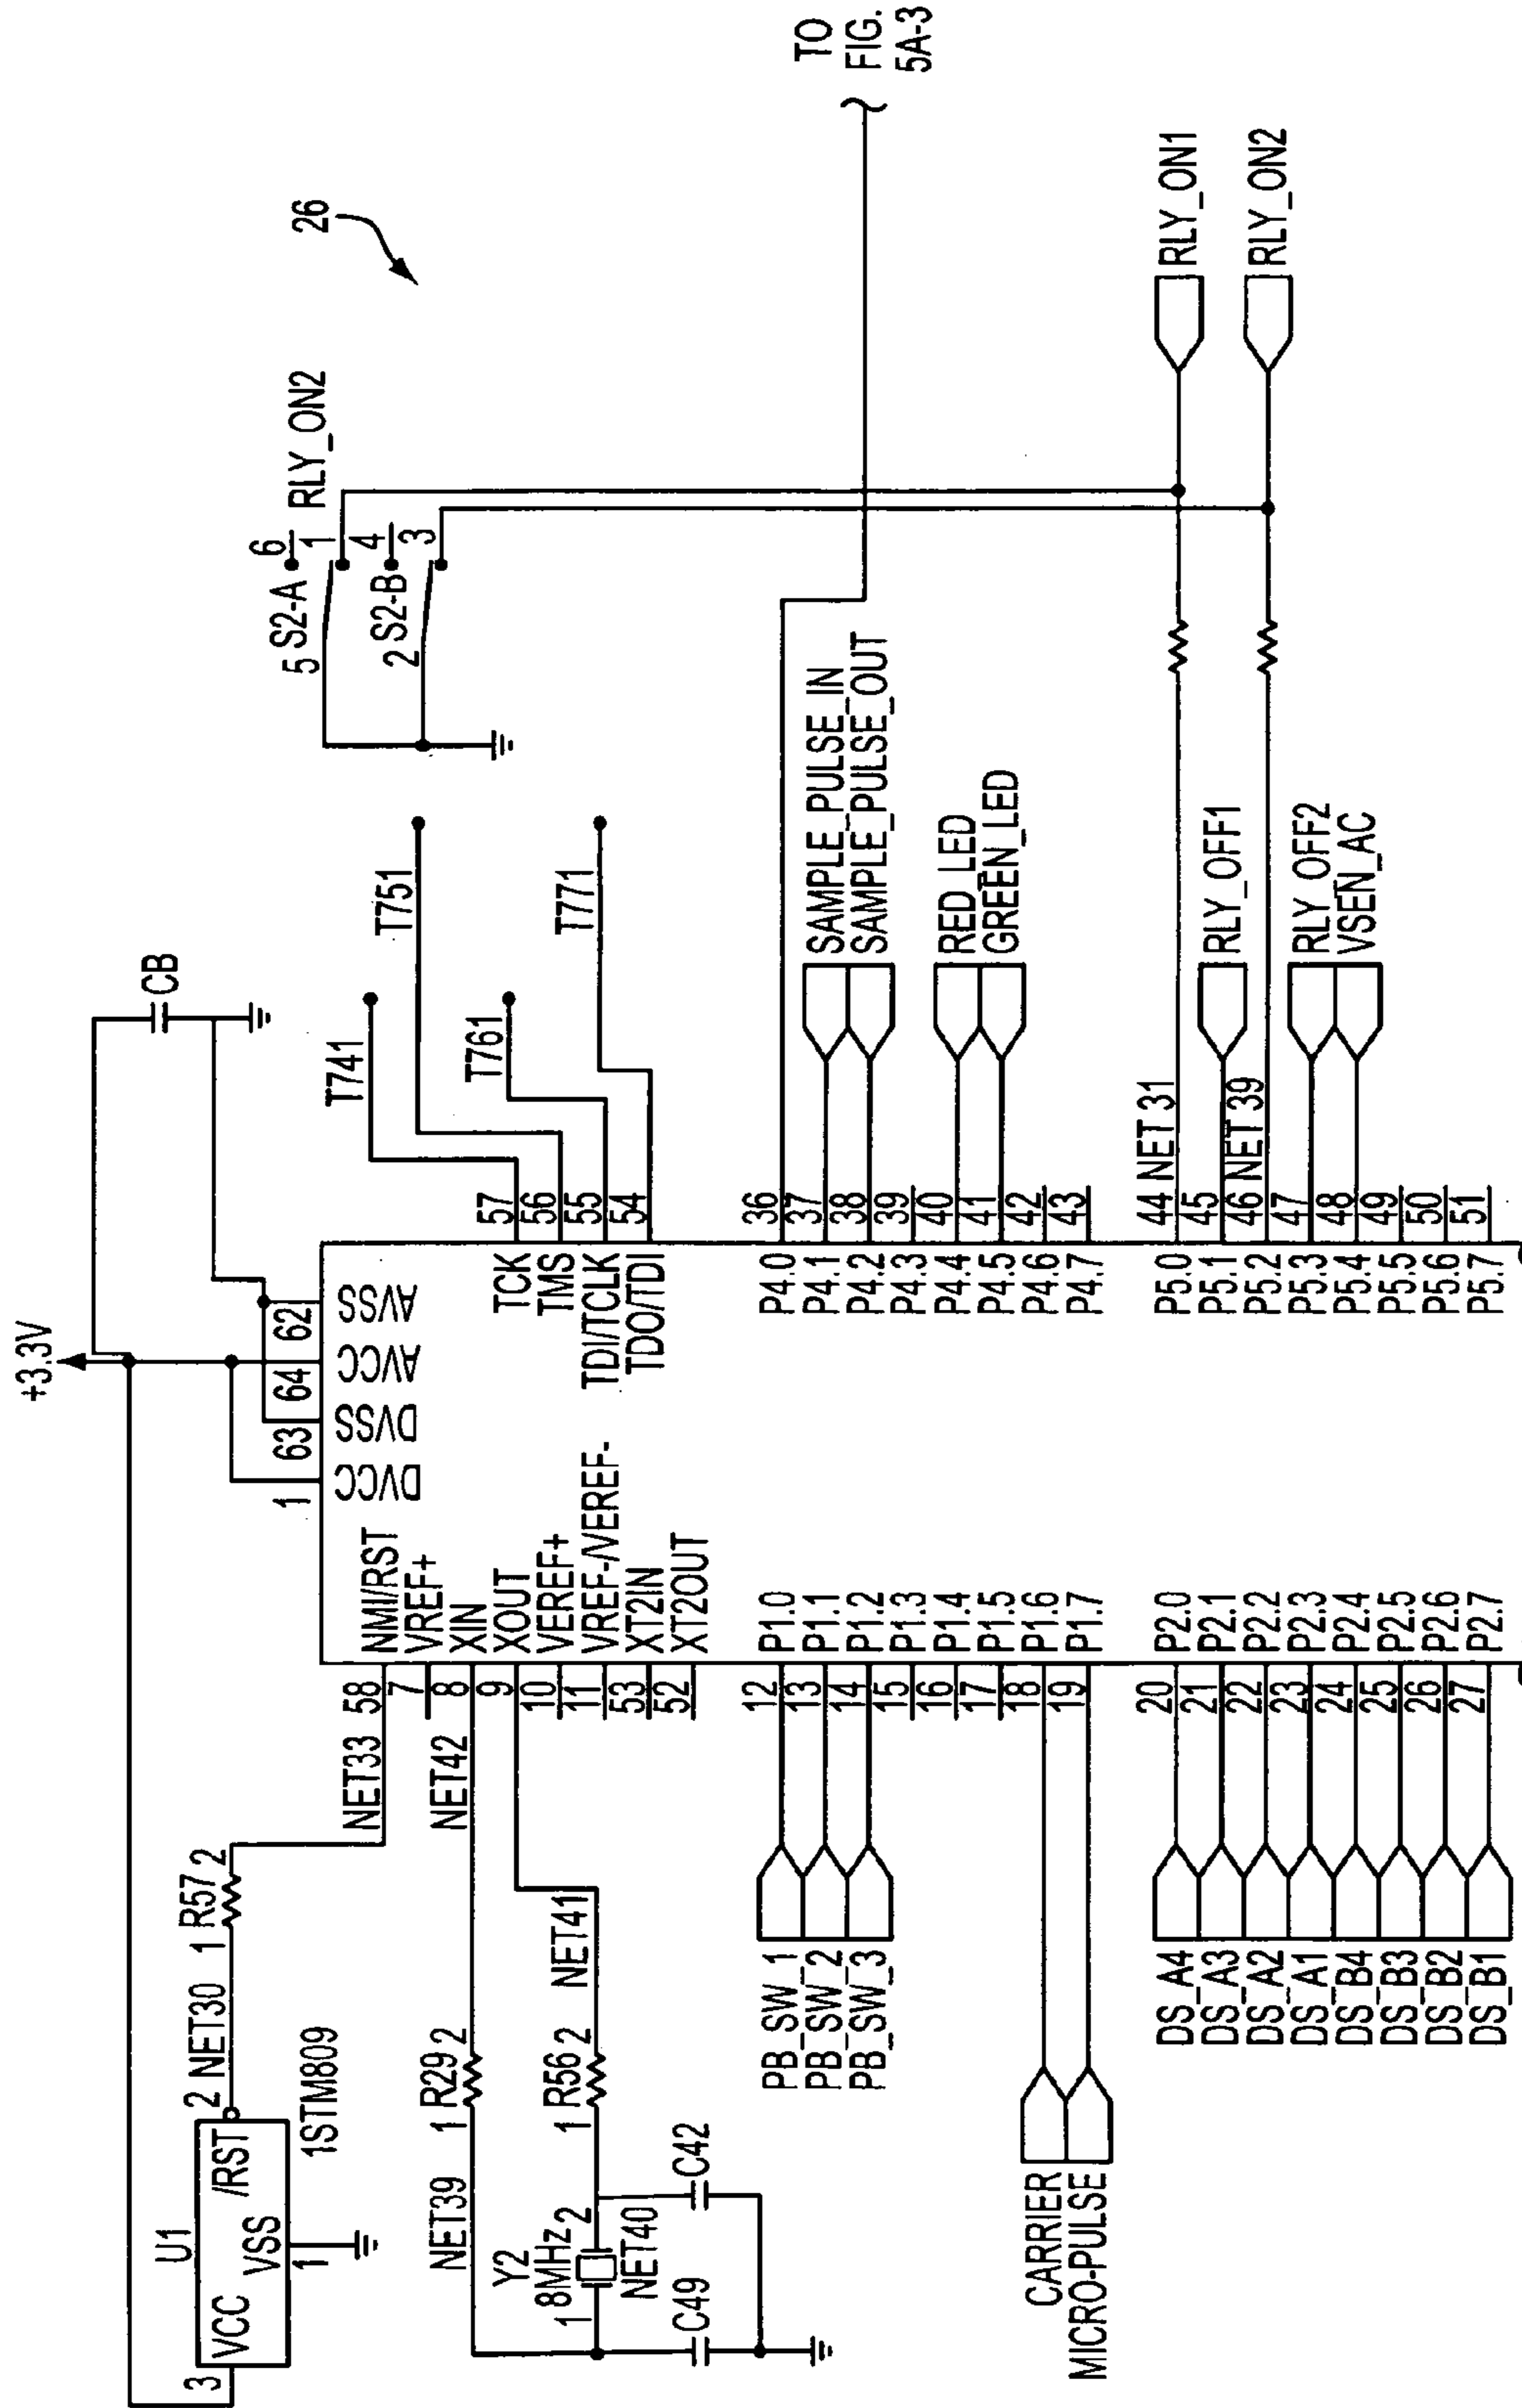 +3.3V
CB
26
U1
VCC
/RST
VSS
3
1
2 NET30
1 R57 2
1STM809
NET33
NET39
1 R29 2
NET42
Y2
8MHz
1
2
NET40
1 R56 2
NET41
C49
C42
1
63
64
62
DVCC
DVSS
AVCC
AVSS
58 NMI/RST
7 VREF+
8 XIN
9 XOUT
10 VEREF+
11 VREF-/VEREF-
53 XT2IN
52 XT2OUT
TCK 57
TMS 56
TDI/TCLK 55
TDO/TDI 54
T741
T751
T761
T771
6
5 S2-A
1
RLY_ON2
4
2 S2-B
3
PB_SW_1 12 P1.0
PB_SW_2 13 P1.1
PB_SW_3 14 P1.2
15 P1.3
16 P1.4
17 P1.5
CARRIER 18 P1.6
MICRO-PULSE 19 P1.7
P4.0 36
TO
FIG.
5A-3
P4.1 37 SAMPLE_PULSE_IN
P4.2 38 SAMPLE_PULSE_OUT
P4.3 39
P4.4 40 RED_LED
P4.5 41 GREEN_LED
P4.6 42
P4.7 43
DS_A4 20 P2.0
DS_A3 21 P2.1
DS_A2 22 P2.2
DS_A1 23 P2.3
DS_B4 24 P2.4
DS_B3 25 P2.5
DS_B2 26 P2.6
DS_B1 27 P2.7
P5.0 44 NET 31 RLY_ON1
P5.1 45 RLY_OFF1
P5.2 46 NET 39 RLY_ON2
P5.3 47 RLY_OFF2
P5.4 48 VSEN_AC
P5.5 49
P5.6 50
P5.7 51